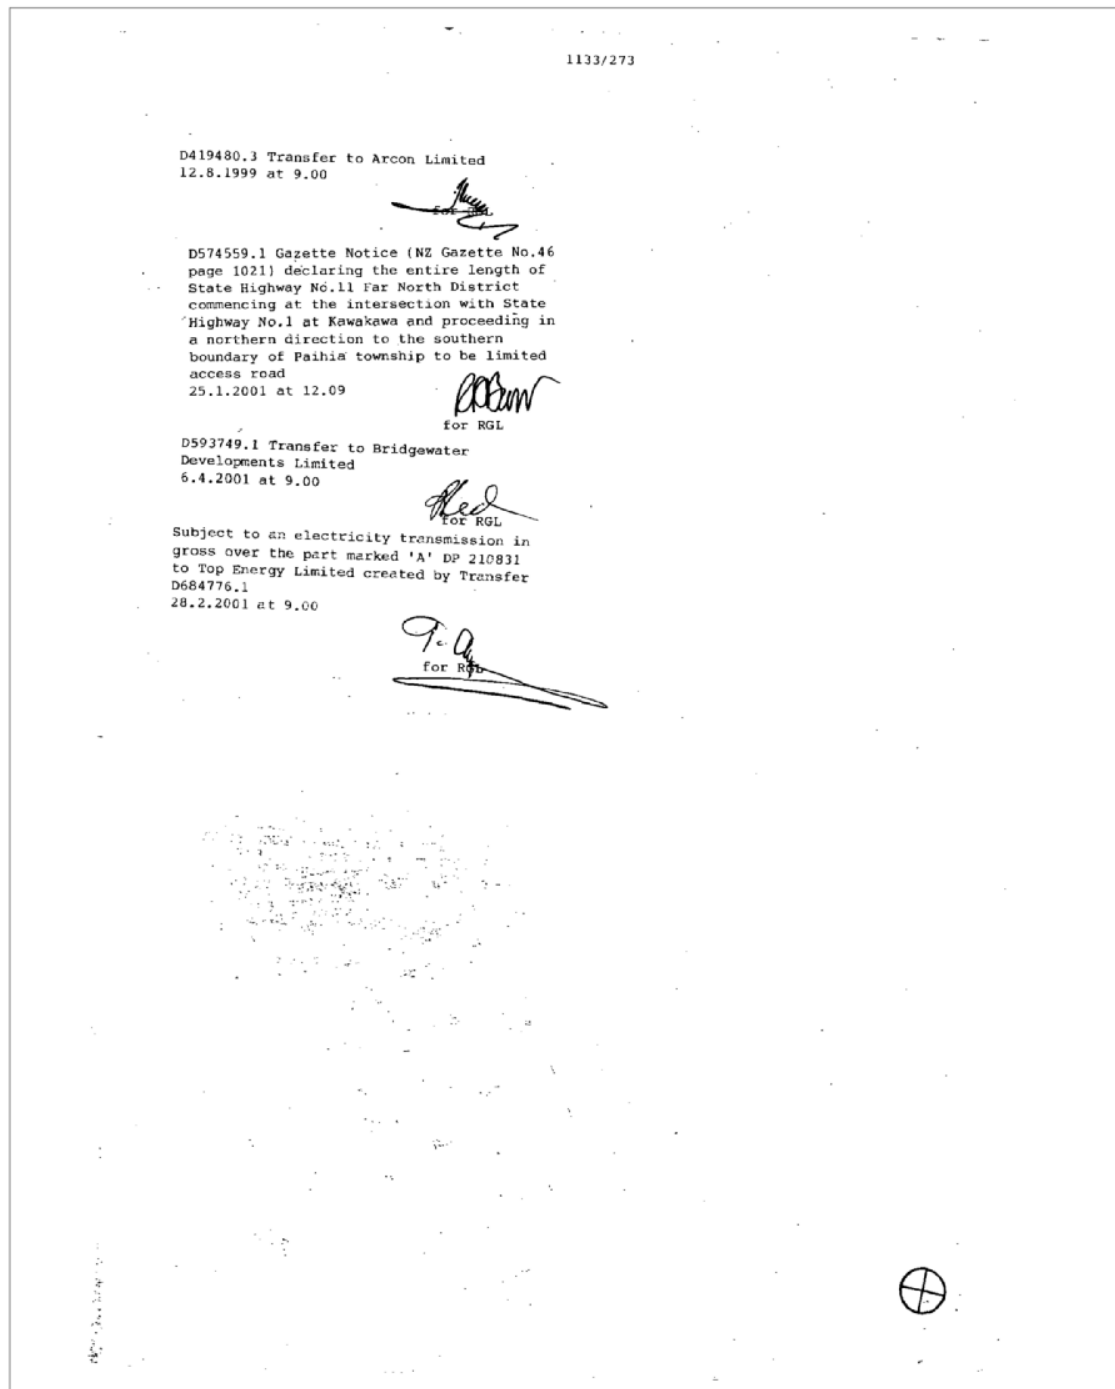 1133/273
D419480.3 Transfer to Arcon Limited
12.8.1999 at 9.00
for RGL
D574559.1 Gazette Notice (NZ Gazette No.46
page 1021) declaring the entire length of
State Highway No.11 Far North District
commencing at the intersection with State
Highway No.1 at Kawakawa and proceeding in
a northern direction to the southern
boundary of Paihia township to be limited
access road
25.1.2001 at 12.09
for RGL
D593749.1 Transfer to Bridgewater
Developments Limited
6.4.2001 at 9.00
for RGL
Subject to an electricity transmission in
gross over the part marked 'A' DP 210831
to Top Energy Limited created by Transfer
D684776.1
28.2.2001 at 9.00
for RGL